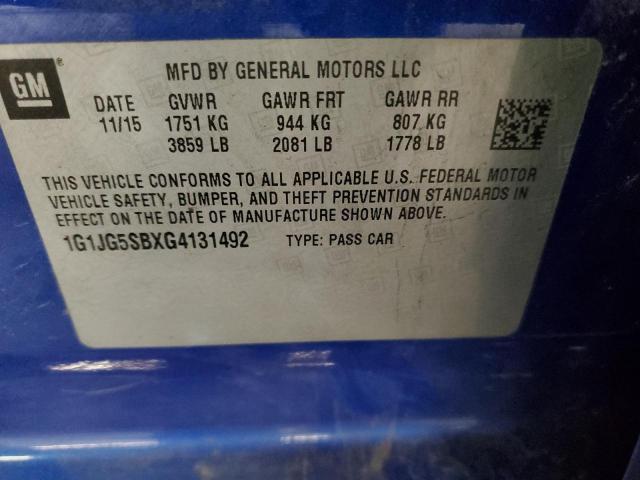 GM
®
MFD BY GENERAL MOTORS LLC
DATE GVWR GAWR FRT GAWR RR
11/15 1751 KG 944 KG 807 KG
3859 LB 2081 LB 1778 LB
THIS VEHICLE CONFORMS TO ALL APPLICABLE U.S. FEDERAL MOTOR
VEHICLE SAFETY, BUMPER, AND THEFT PREVENTION STANDARDS IN
EFFECT ON THE DATE OF MANUFACTURE SHOWN ABOVE.
1G1JG5SBXG4131492 TYPE: PASS CAR